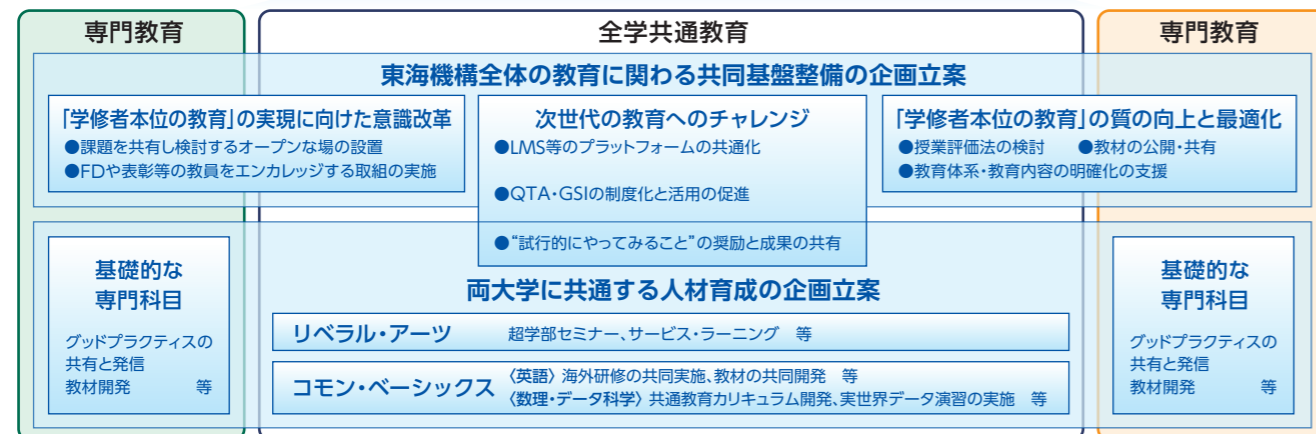 専門教育
全学共通教育
専門教育
東海機構全体の教育に関わる共同基盤整備の企画立案
「学修者本位の教育」の実現に向けた意識改革
●課題を共有し検討するオープンな場の設置
●FDや表彰等の教員をエンカレッジする取組の実施
次世代の教育へのチャレンジ
●LMS等のプラットフォームの共通化
●QTA・GSIの制度化と活用の促進
●“試行的にやってみること”の奨励と成果の共有
「学修者本位の教育」の質の向上と最適化
●授業評価法の検討　●教材の公開・共有
●教育体系・教育内容の明確化の支援
基礎的な
専門科目
グッドプラクティスの
共有と発信
教材開発　等
両大学に共通する人材育成の企画立案
リベラル・アーツ　超学部セミナー、サービス・ラーニング　等
コモン・ベーシックス　〈英語〉海外研修の共同実施、教材の共同開発　等
〈数理・データ科学〉共通教育カリキュラム開発、実世界データ演習の実施　等
基礎的な
専門科目
グッドプラクティスの
共有と発信
教材開発　等